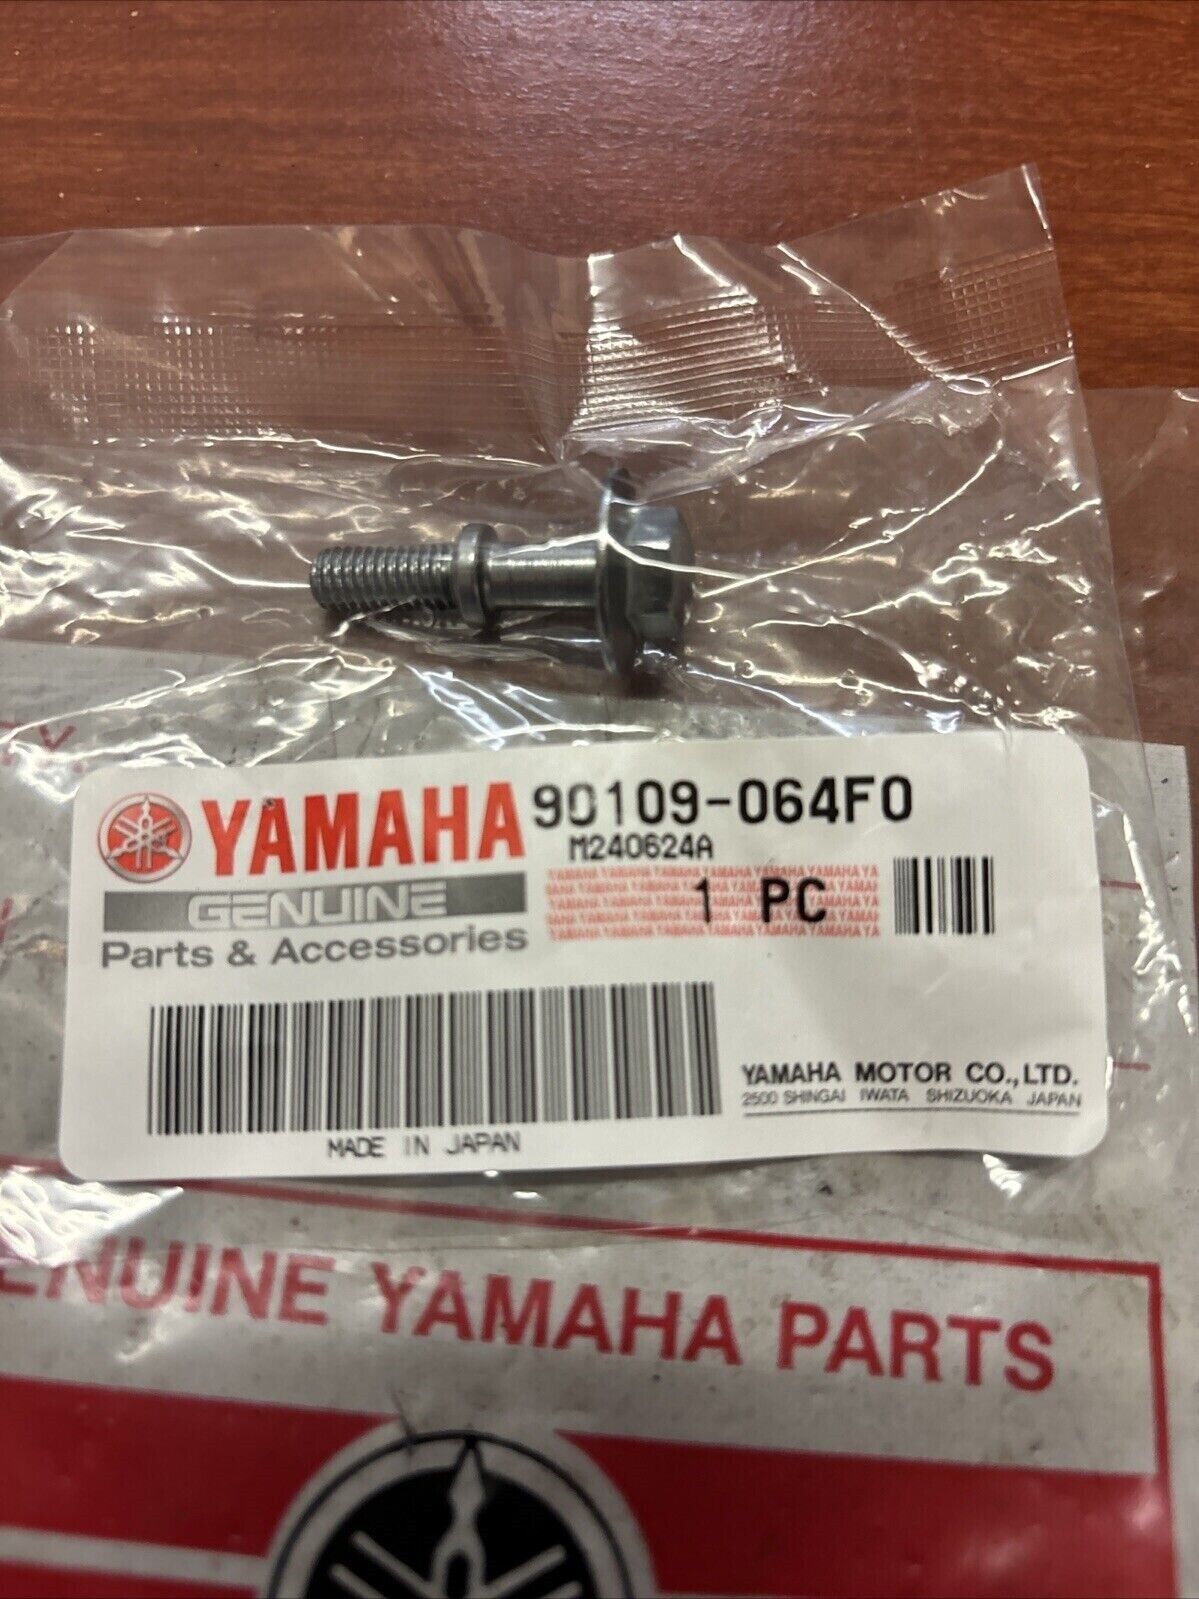 YAMAHA 90109-064F0
M240624A
GENUINE
1 PC
Parts & Accessories
YAMAHA MOTOR CO.,LTD.
2500 SHINGAI IWATA SHIZUOKA JAPAN
MADE IN JAPAN
ENUINE YAMAHA PARTS